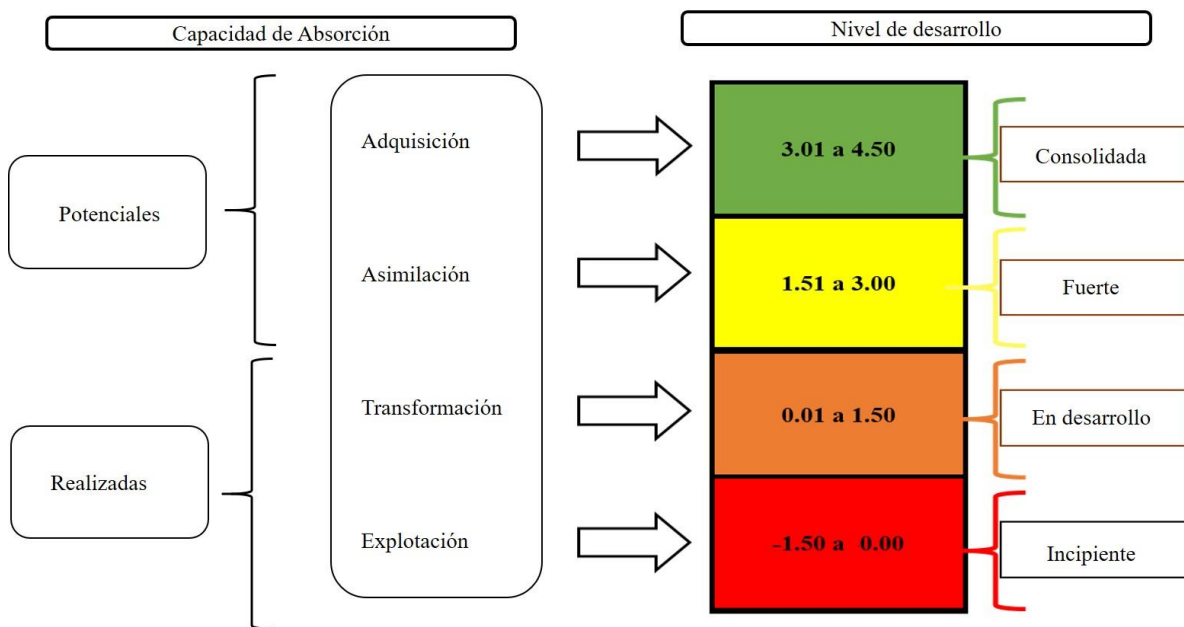 Capacidad de Absorción
Nivel de desarrollo
Potenciales
Realizadas
Adquisición
Asimilación
Transformación
Explotación
3.01 a 4.50
1.51 a 3.00
0.01 a 1.50
-1.50 a 0.00
Consolidada
Fuerte
En desarrollo
Incipiente